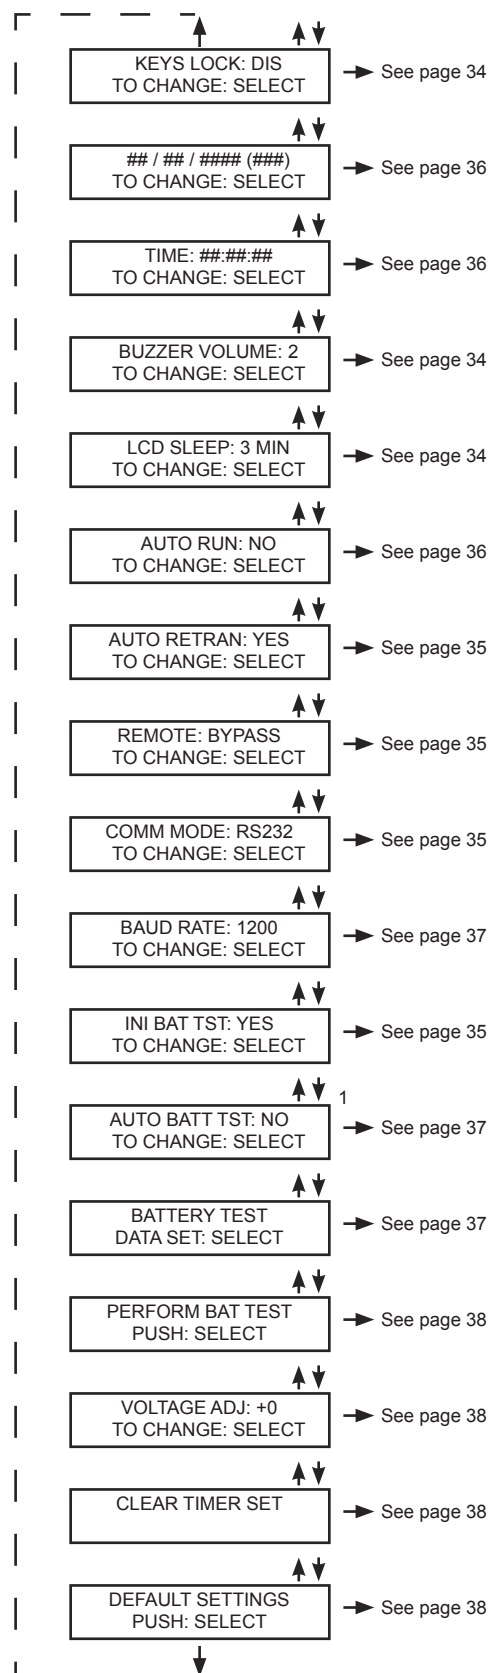 KEYS LOCK: DIS
TO CHANGE: SELECT
See page 34
## / ## / #### (###)
TO CHANGE: SELECT
See page 36
TIME: ##:##:##
TO CHANGE: SELECT
See page 36
BUZZER VOLUME: 2
TO CHANGE: SELECT
See page 34
LCD SLEEP: 3 MIN
TO CHANGE: SELECT
See page 34
AUTO RUN: NO
TO CHANGE: SELECT
See page 36
AUTO RETRAN: YES
TO CHANGE: SELECT
See page 35
REMOTE: BYPASS
TO CHANGE: SELECT
See page 35
COMM MODE: RS232
TO CHANGE: SELECT
See page 35
BAUD RATE: 1200
TO CHANGE: SELECT
See page 37
INI BAT TST: YES
TO CHANGE: SELECT
See page 35
1
AUTO BATT TST: NO
TO CHANGE: SELECT
See page 37
BATTERY TEST
DATA SET: SELECT
See page 37
PERFORM BAT TEST
PUSH: SELECT
See page 38
VOLTAGE ADJ: +0
TO CHANGE: SELECT
See page 38
CLEAR TIMER SET
See page 38
DEFAULT SETTINGS
PUSH: SELECT
See page 38